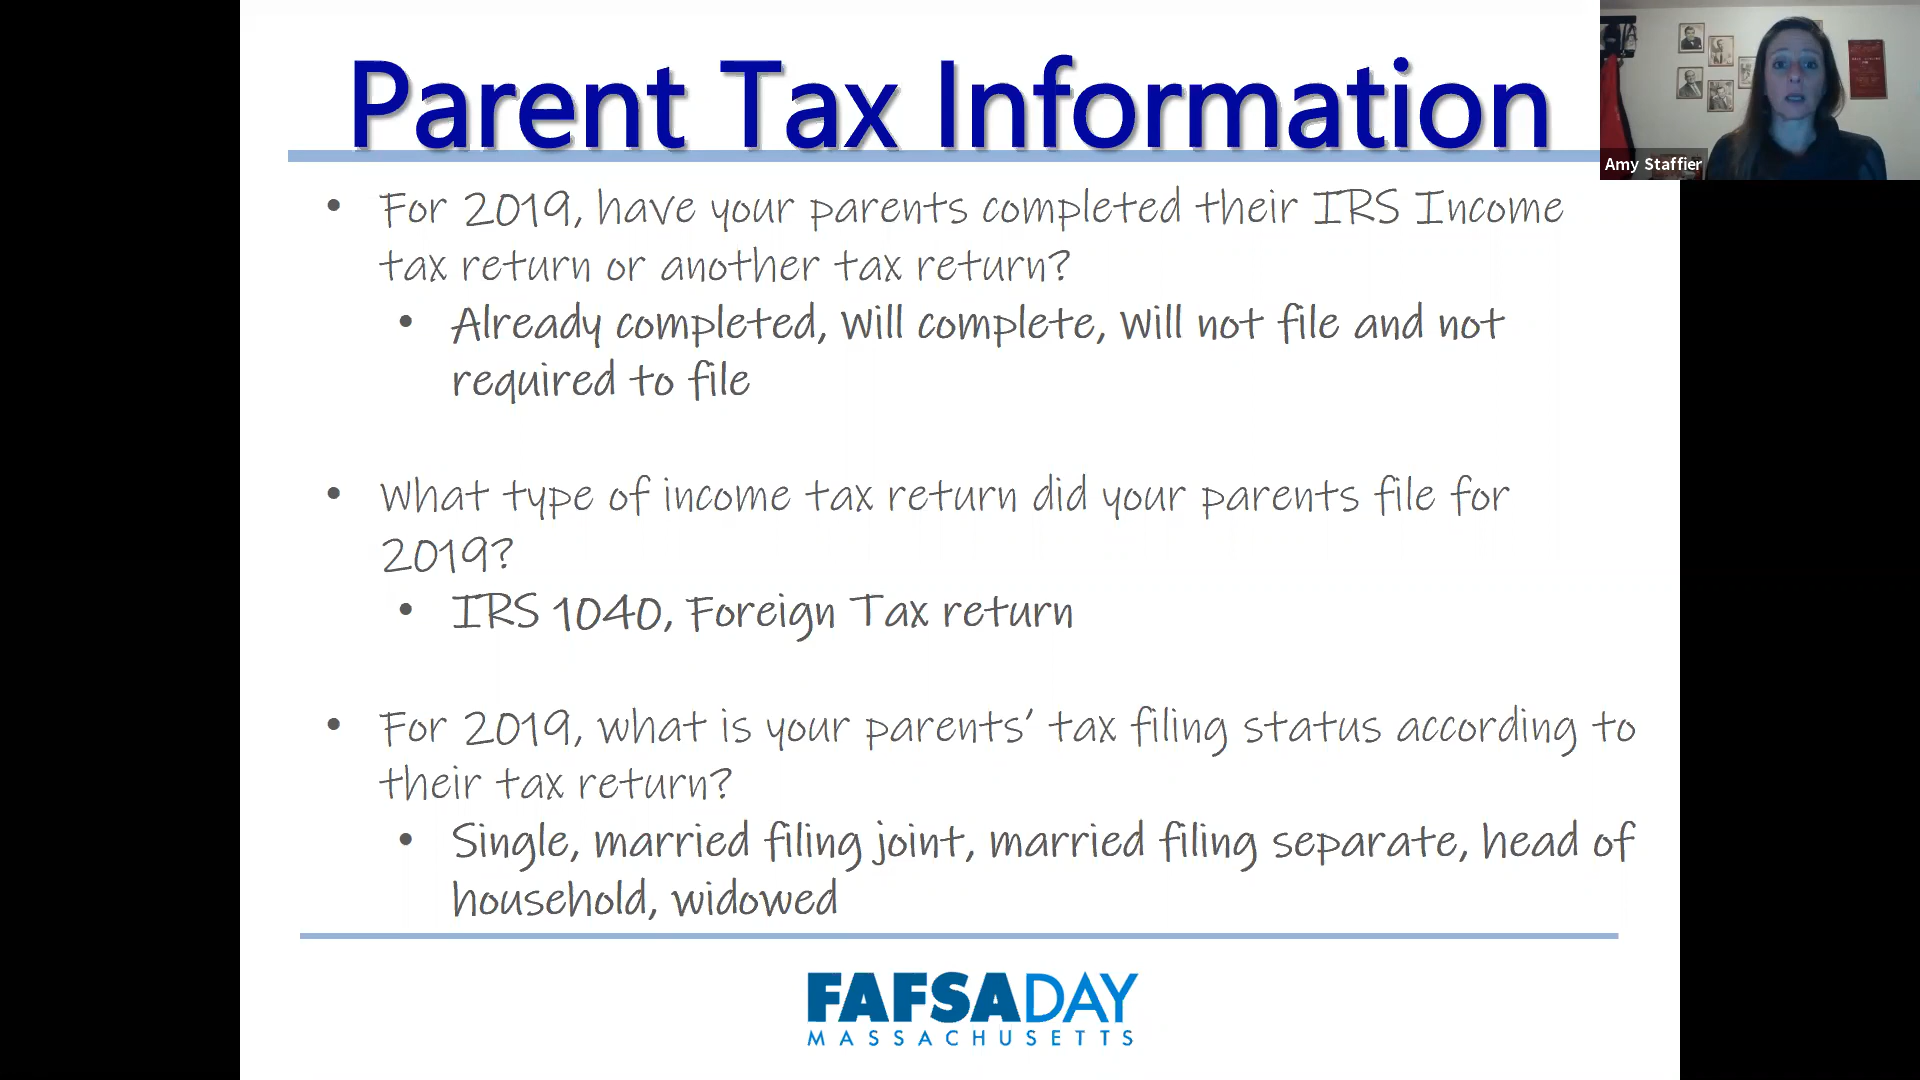 Parent Tax Information
Amy Staffier
• For 2019, have your parents completed their IRS Income
tax return or another tax return?
• Already completed, Will complete, Will not file and not
required to file
• What type of income tax return did your parents file for
2019?
• IRS 1040, Foreign Tax return
• For 2019, what is your parents’ tax filing status according to
their tax return?
• Single, married filing joint, married filing separate, head of
household, widowed
FAFSADAY
MASSACHUSETTS